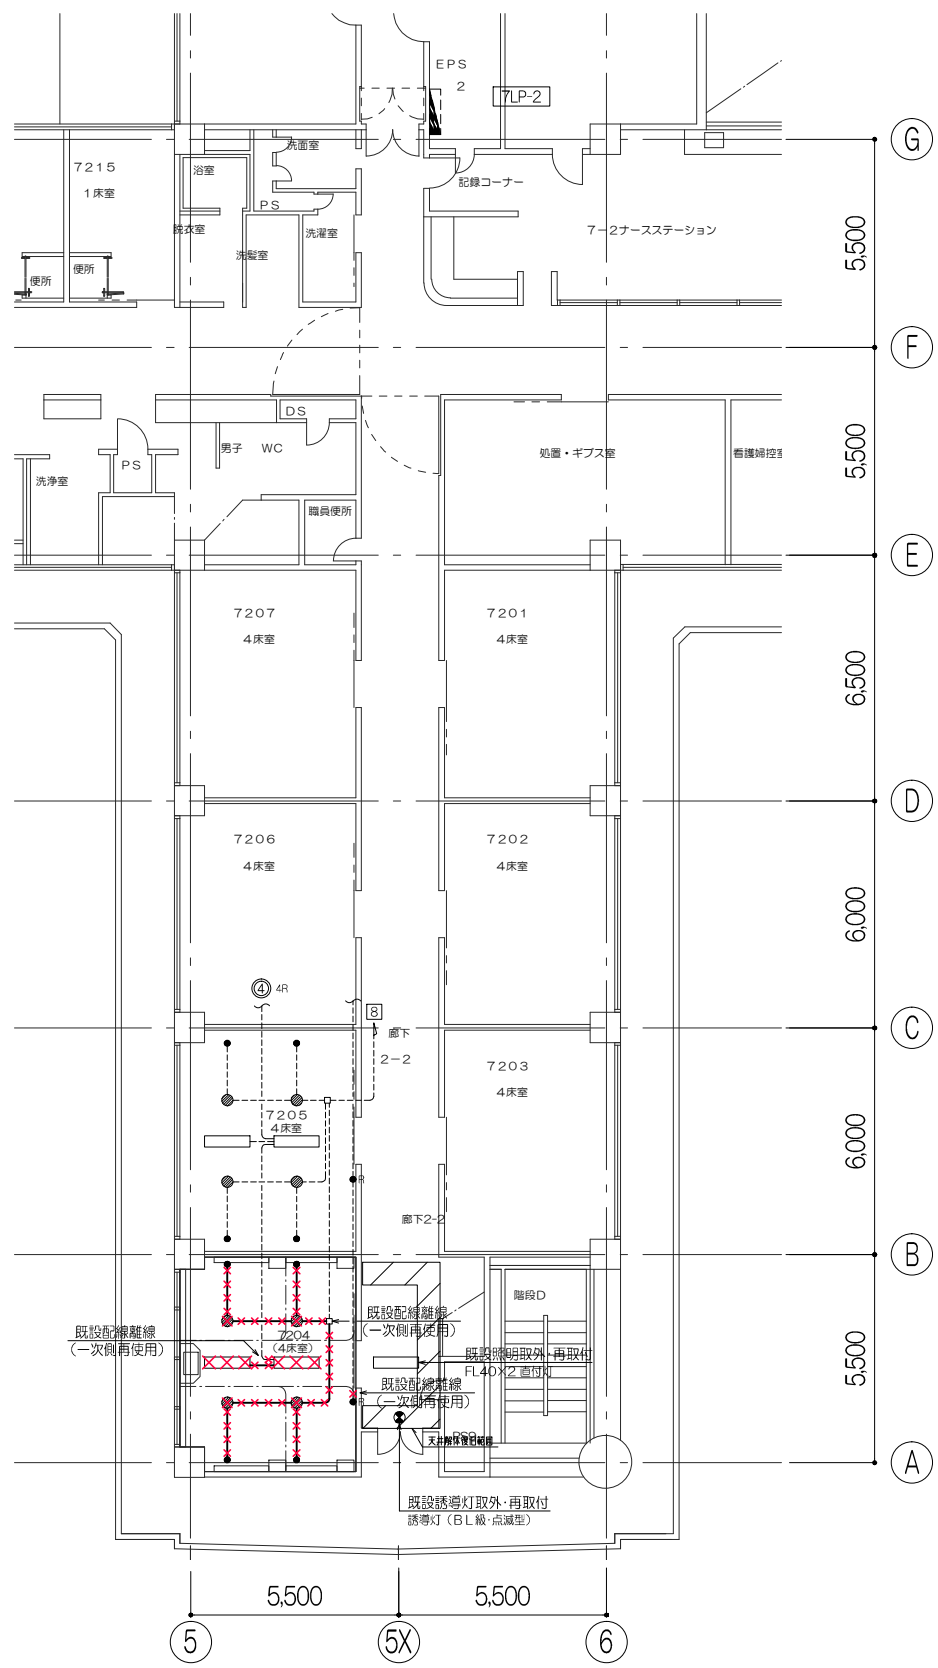 EPS
2
7LP-2
G
7215
1床室
浴室
洗面室
記録コーナー
PS
脱衣室
洗髪室
洗濯室
7−2ナースステーション
5,500
便所
便所
F
DS
男子 WC
PS
洗浄室
処置・ギブス室
看護婦控室
5,500
職員便所
E
7207
4床室
7201
4床室
6,500
D
7206
4床室
7202
4床室
6,000
4
4R
8
C
廊下
2−2
7203
4床室
7205
4床室
6,000
R
廊下2-2
B
階段D
既設配線離線
(一次側再使用)
既設配線離線
(一次側再使用)
7204
(4床室)
既設照明取外・再取付
FL40×2 直付灯
5,500
既設配線離線
(一次側再使用)
R
天井解体復旧範囲
A
既設誘導灯取外・再取付
誘導灯(BL級・点滅型)
5,500
5,500
5
5X
6